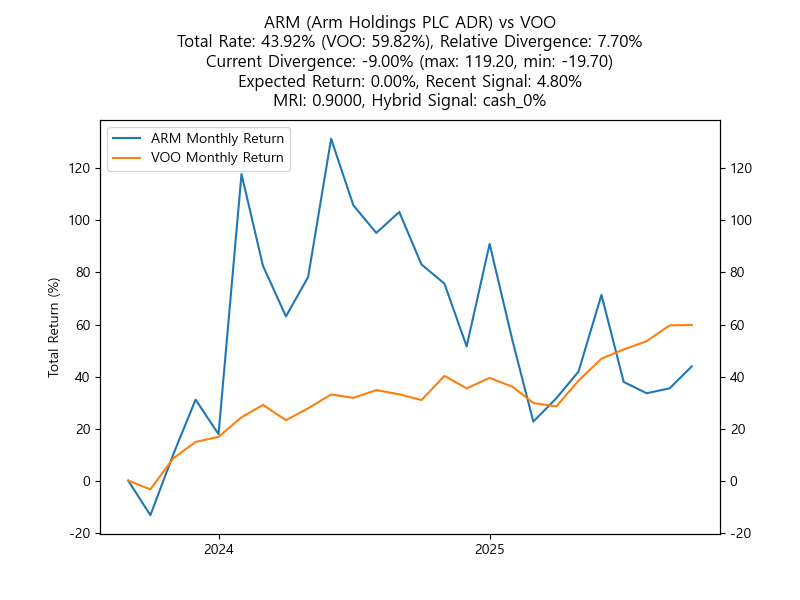 ARM (Arm Holdings PLC ADR) vs VOO
Total Rate: 43.92% (VOO: 59.82%), Relative Divergence: 7.70%
Current Divergence: -9.00% (max: 119.20, min: -19.70)
Expected Return: 0.00%, Recent Signal: 4.80%
MRI: 0.9000, Hybrid Signal: cash_0%
ARM Monthly Return
VOO Monthly Return
Total Return (%)
120
100
80
60
40
20
0
-20
120
100
80
60
40
20
0
-20
2024
2025